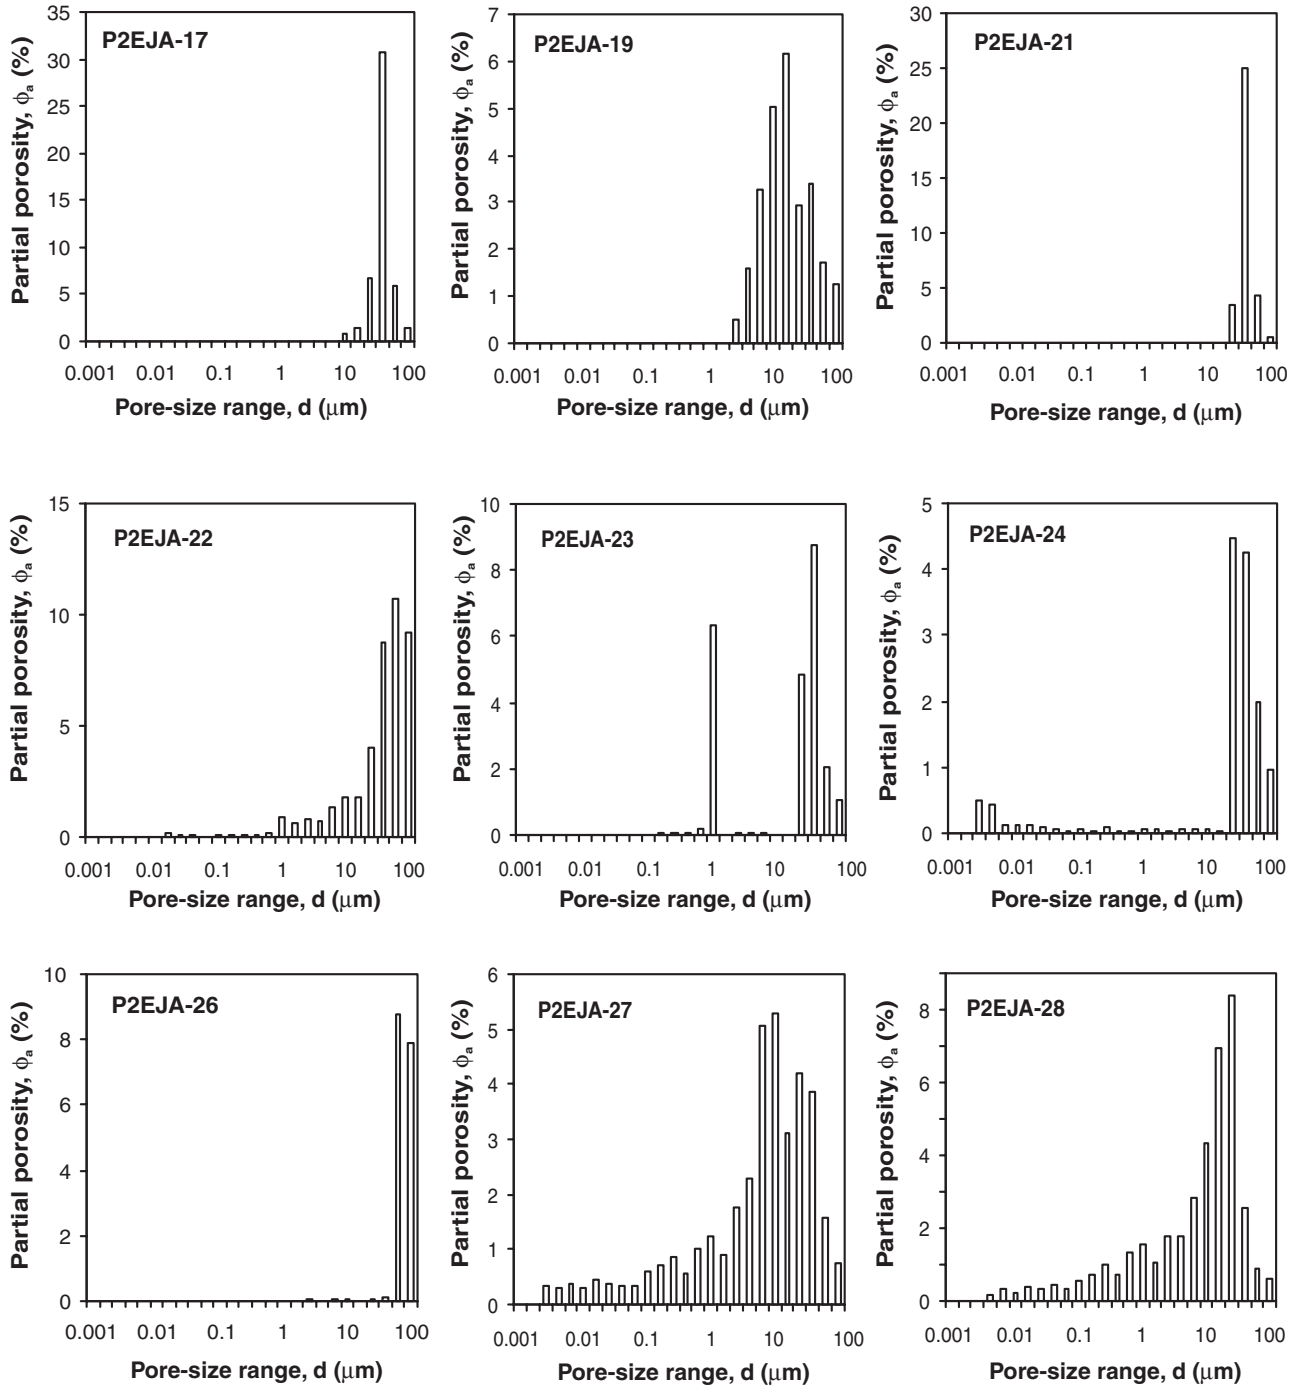 P2EJA-17
Partial porosity, ϕa (%)
35
30
25
20
15
10
5
0
0.001 0.01 0.1 1 10 100
Pore-size range, d (μm)
P2EJA-19
Partial porosity, ϕa (%)
7
6
5
4
3
2
1
0
0.001 0.01 0.1 1 10 100
Pore-size range, d (μm)
P2EJA-21
Partial porosity, ϕa (%)
30
25
20
15
10
5
0
0.001 0.01 0.1 1 10 100
Pore-size range, d (μm)
P2EJA-22
Partial porosity, ϕa (%)
15
10
5
0
0.001 0.01 0.1 1 10 100
Pore-size range, d (μm)
P2EJA-23
Partial porosity, ϕa (%)
10
8
6
4
2
0
0.001 0.01 0.1 1 10 100
Pore-size range, d (μm)
P2EJA-24
Partial porosity, ϕa (%)
5
4
3
2
1
0
0.001 0.01 0.1 1 10 100
Pore-size range, d (μm)
P2EJA-26
Partial porosity, ϕa (%)
10
8
6
4
2
0
0.001 0.01 0.1 1 10 100
Pore-size range, d (μm)
P2EJA-27
Partial porosity, ϕa (%)
6
5
4
3
2
1
0
0.001 0.01 0.1 1 10 100
Pore-size range, d (μm)
P2EJA-28
Partial porosity, ϕa (%)
8
6
4
2
0
0.001 0.01 0.1 1 10 100
Pore-size range, d (μm)